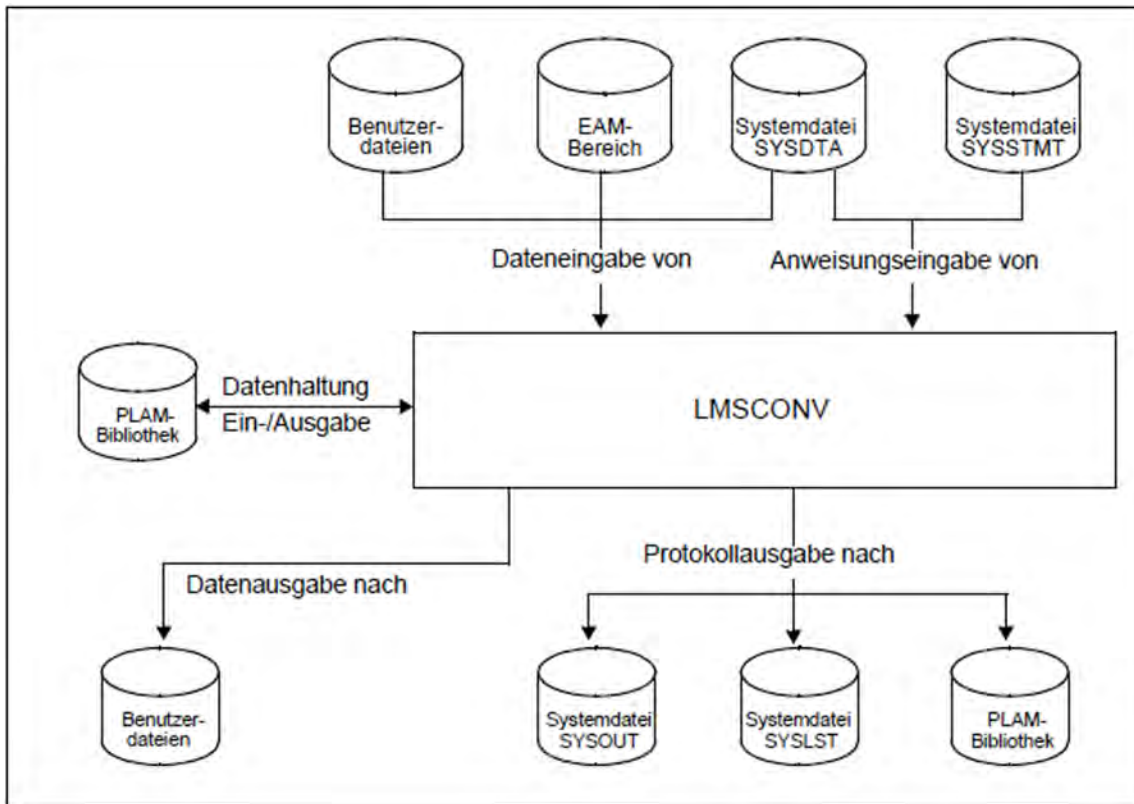 Benutzer-
dateien
EAM-
Bereich
Systemdatei
SYSDTA
Systemdatei
SYSSTMT
Dateneingabe von
Anweisungseingabe von
PLAM-
Bibliothek
Datenhaltung
Ein-/Ausgabe
LMSCONV
Datenausgabe nach
Protokollausgabe nach
Benutzer-
dateien
Systemdatei
SYSOUT
Systemdatei
SYSLST
PLAM-
Bibliothek